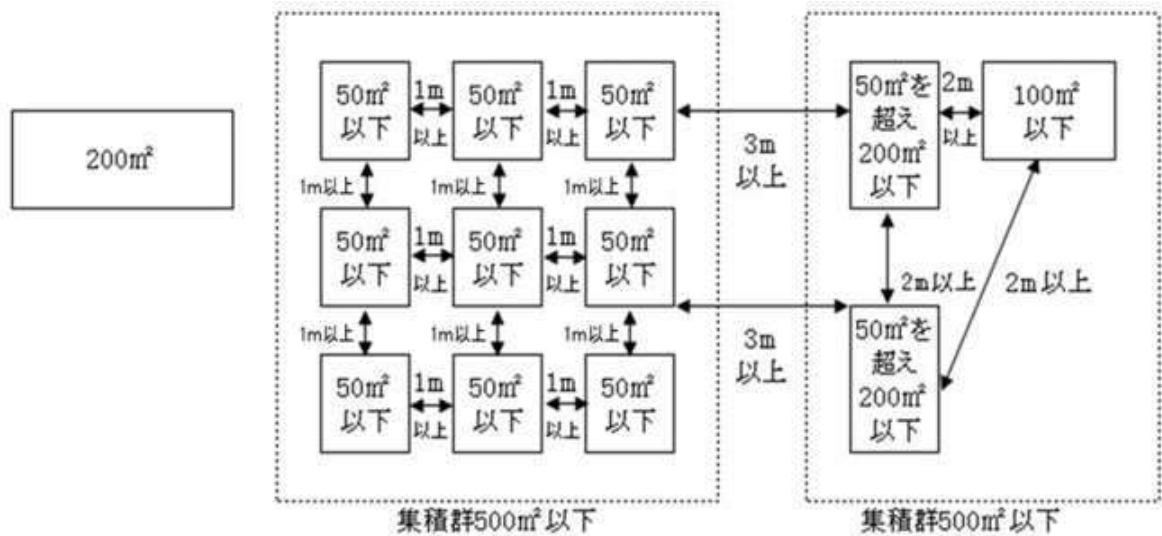 200㎡
50㎡
以下
1m
以上
50㎡
以下
1m
以上
50㎡
以下
3m
以上
50㎡を
超え
200㎡
以下
2m
以上
100㎡
以下
1m以上
1m以上
1m以上
50㎡
以下
1m
以上
50㎡
以下
1m
以上
50㎡
以下
2m以上
2m以上
1m以上
1m以上
1m以上
3m
以上
50㎡を
超え
200㎡
以下
50㎡
以下
1m
以上
50㎡
以下
1m
以上
50㎡
以下
集積群500㎡以下
集積群500㎡以下